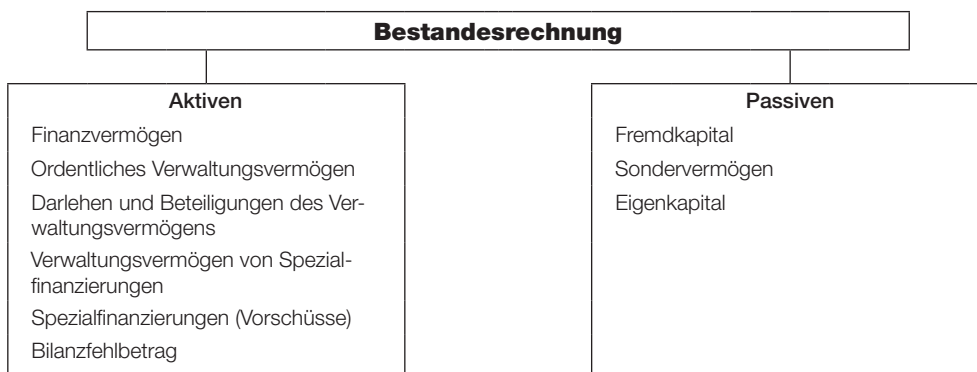 Bestandesrechnung
Aktiven
Finanzvermögen
Ordentliches Verwaltungsvermögen
Darlehen und Beteiligungen des Ver-
waltungsvermögens
Verwaltungsvermögen von Spezial-
finanzierungen
Spezialfinanzierungen (Vorschüsse)
Bilanzfehlbetrag
Passiven
Fremdkapital
Sondervermögen
Eigenkapital